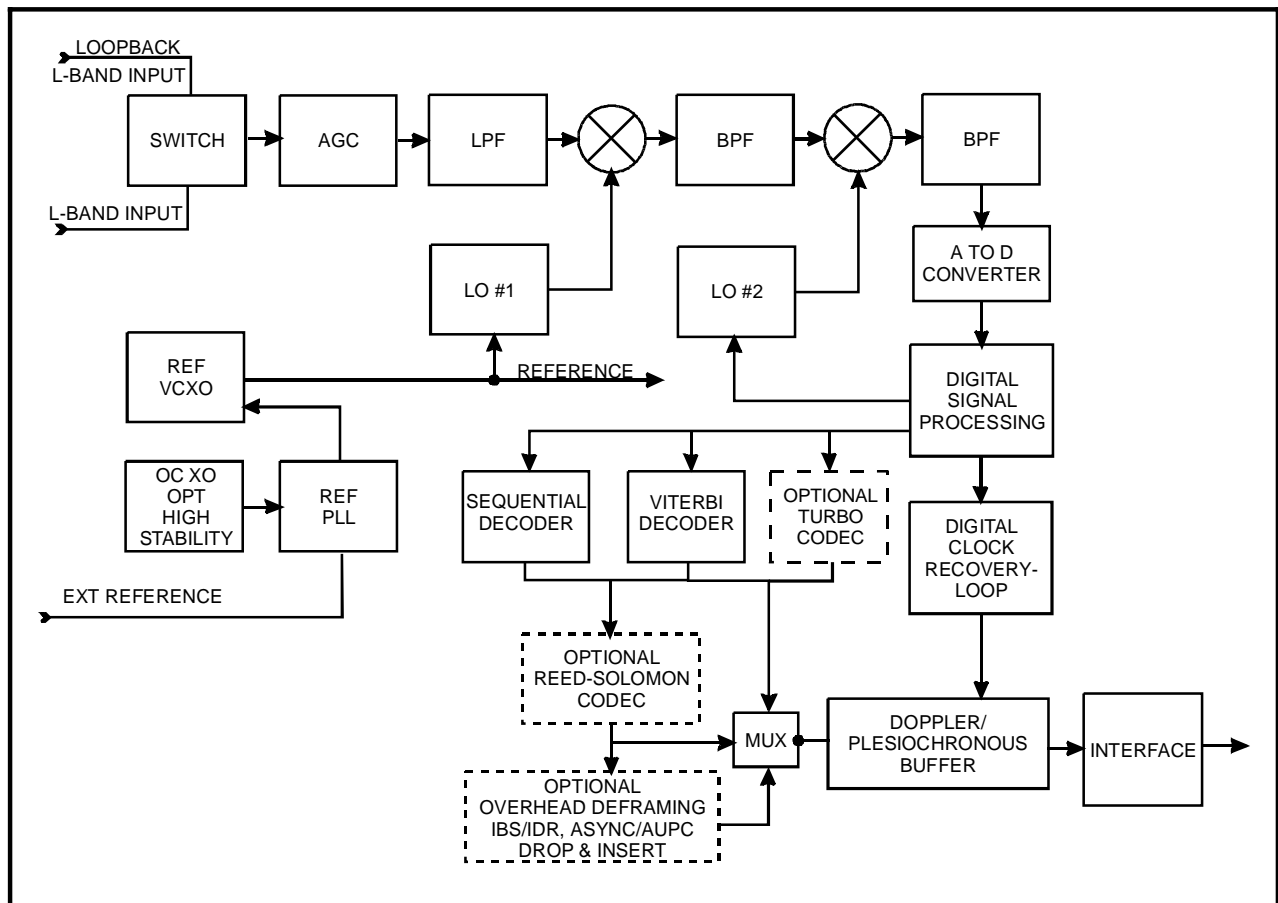 LOOPBACK
L-BAND INPUT
SWITCH
AGC
LPF
BPF
BPF
L-BAND INPUT
A TO D
CONVERTER
LO #1
LO #2
REF
VCXO
REFERENCE
DIGITAL
SIGNAL
PROCESSING
OC XO
OPT
HIGH
STABILITY
REF
PLL
SEQUENTIAL
DECODER
VITERBI
DECODER
OPTIONAL
TURBO
CODEC
DIGITAL
CLOCK
RECOVERY-
LOOP
EXT REFERENCE
OPTIONAL
REED-SOLOMON
CODEC
MUX
DOPPLER/
PLESIOCHRONOUS
BUFFER
INTERFACE
OPTIONAL
OVERHEAD DEFRAMING
IBS/IDR, ASYNC/AUPC
DROP & INSERT